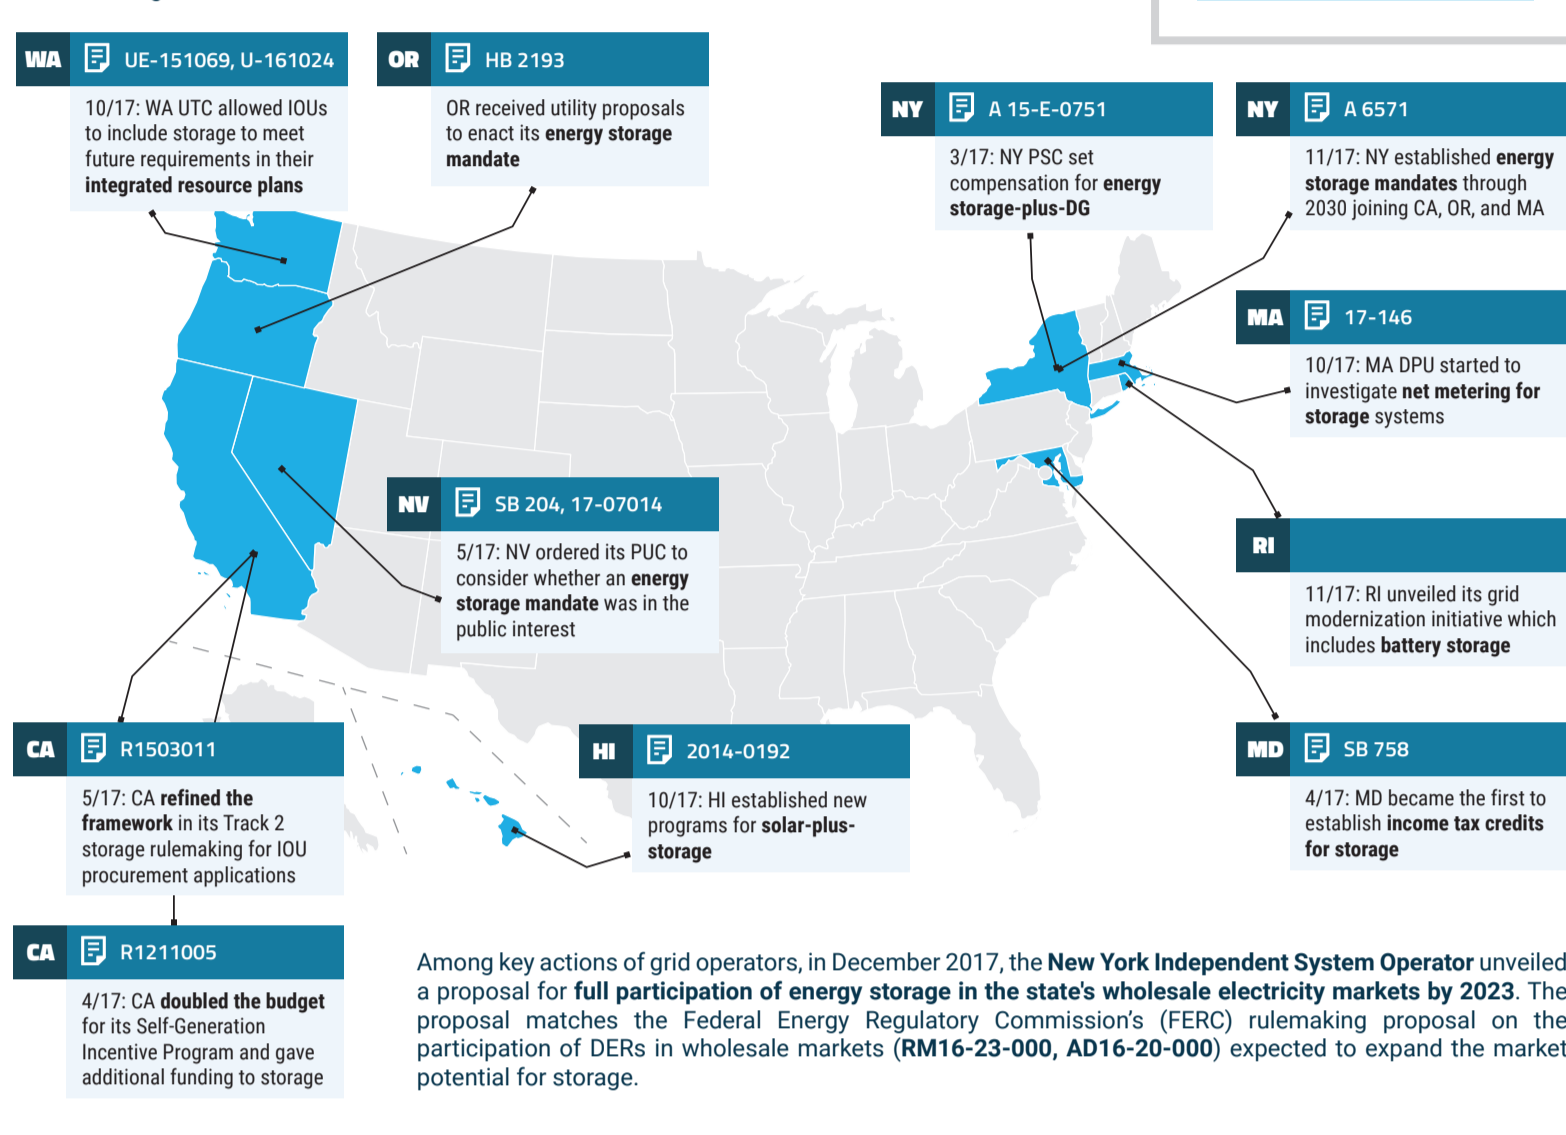 WA UE-151069, U-161024
10/17: WA UTC allowed IOUs
to include storage to meet
future requirements in their
integrated resource plans
OR HB 2193
OR received utility proposals
to enact its energy storage
mandate
NY A 15-E-0751
3/17: NY PSC set
compensation for energy
storage-plus-DG
NY A 6571
11/17: NY established energy
storage mandates through
2030 joining CA, OR, and MA
MA 17-146
10/17: MA DPU started to
investigate net metering for
storage systems
NV SB 204, 17-07014
5/17: NV ordered its PUC to
consider whether an energy
storage mandate was in the
public interest
RI
11/17: RI unveiled its grid
modernization initiative which
includes battery storage
CA R1503011
5/17: CA refined the
framework in its Track 2
storage rulemaking for IOU
procurement applications
HI 2014-0192
10/17: HI established new
programs for solar-plus-
storage
MD SB 758
4/17: MD became the first to
establish income tax credits
for storage
CA R1211005
4/17: CA doubled the budget
for its Self-Generation
Incentive Program and gave
additional funding to storage
Among key actions of grid operators, in December 2017, the New York Independent System Operator unveiled
a proposal for full participation of energy storage in the state's wholesale electricity markets by 2023. The
proposal matches the Federal Energy Regulatory Commission's (FERC) rulemaking proposal on the
participation of DERs in wholesale markets (RM16-23-000, AD16-20-000) expected to expand the market
potential for storage.